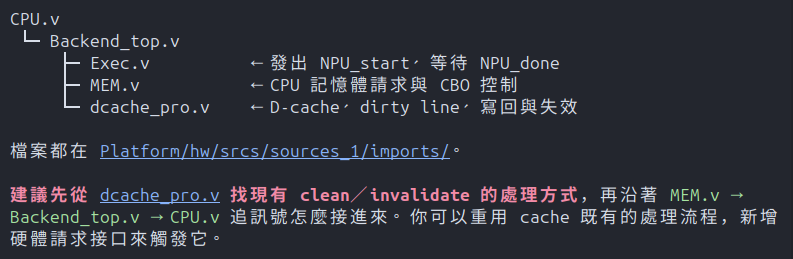 CPU.v
└─ Backend_top.v
├─ Exec.v ← 發出 NPU_start，等待 NPU_done
├─ MEM.v ← CPU 記憶體請求與 CBO 控制
└─ dcache_pro.v ← D-cache，dirty line，寫回與失效
檔案都在 Platform/hw/srcs/sources_1/imports/。
建議先從 dcache_pro.v 找現有 clean／invalidate 的處理方式，再沿著 MEM.v →
Backend_top.v → CPU.v 追訊號怎麼接進來。你可以重用 cache 既有的處理流程，新增
硬體請求接口來觸發它。